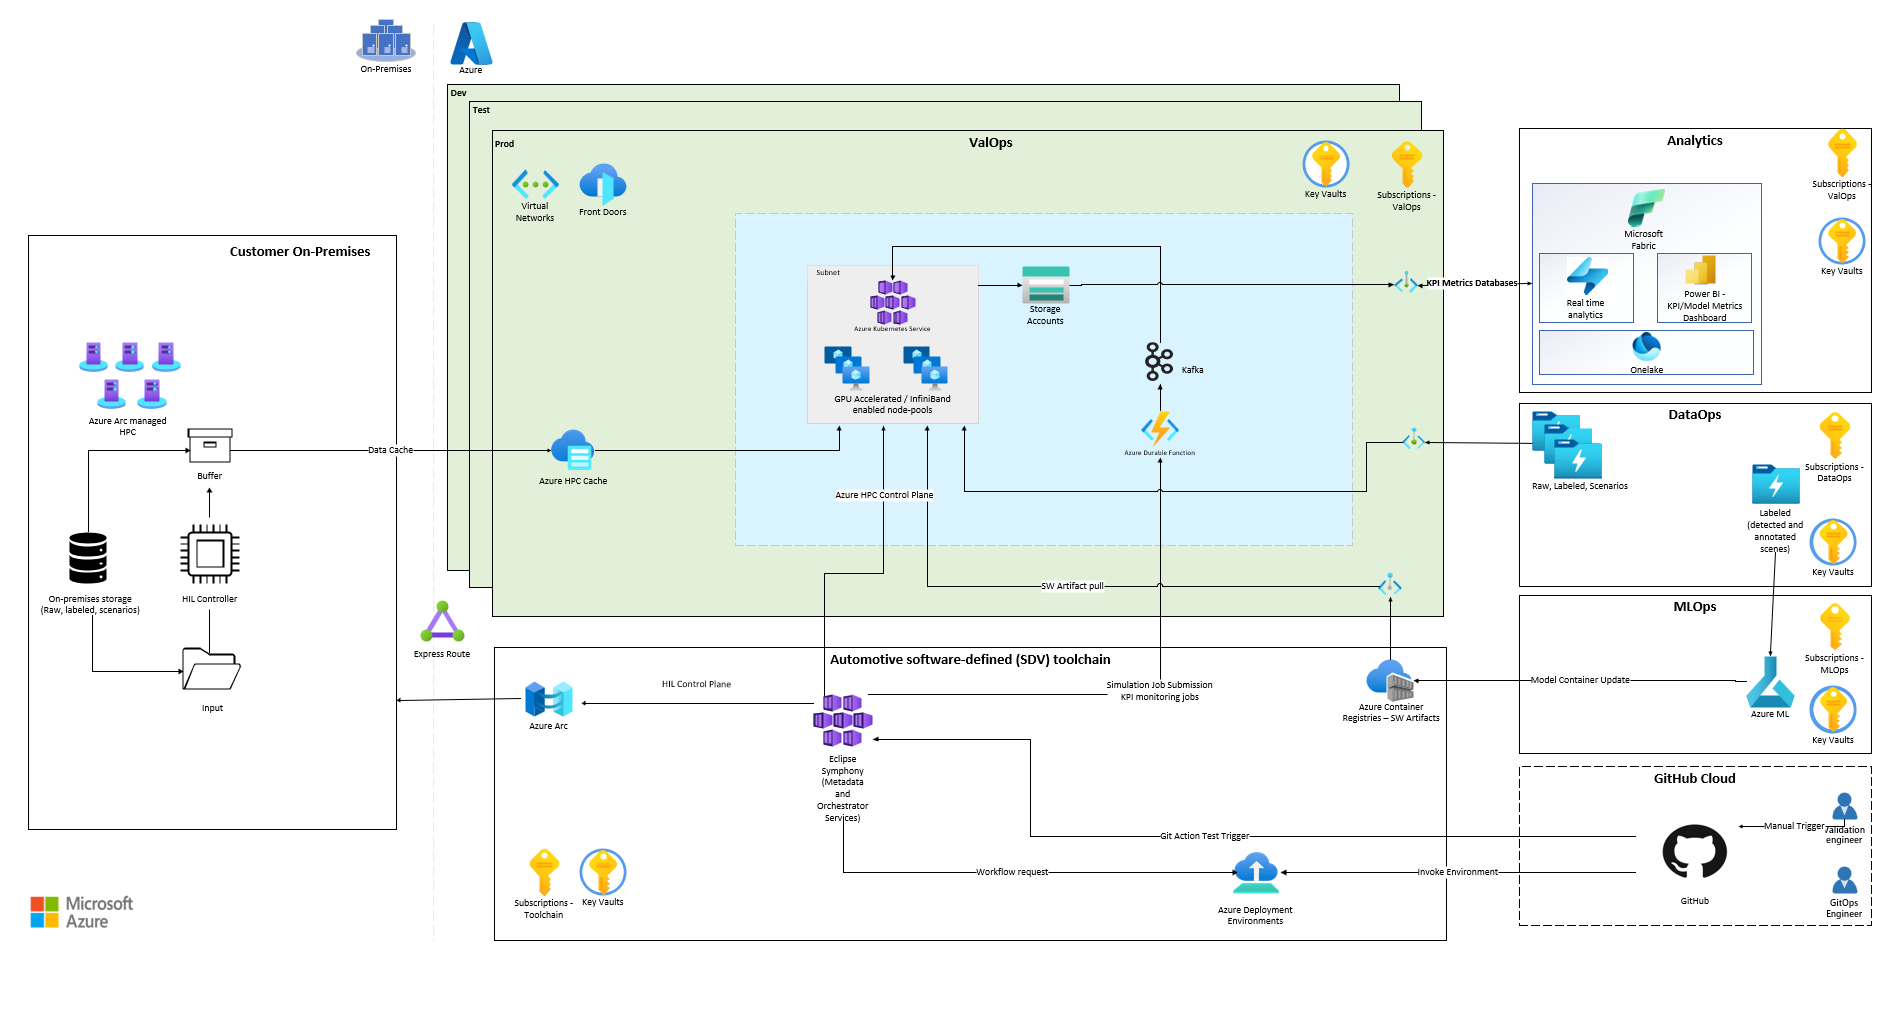 On-Premises
Azure
Dev
Test
Prod
ValOps
Virtual
Networks
Front Doors
Key Vaults
Subscriptions -
ValOps
Subnet
Azure Kubernetes Service
GPU Accelerated / InfiniBand
enabled node-pools
Storage
Accounts
Kafka
Azure Durable Function
Azure HPC Cache
Azure HPC Control Plane
SW Artifact pull
KPI Metrics Databases
Data Cache
Customer On-Premises
Azure Arc managed
HPC
Buffer
On-premises storage
(Raw, labeled, scenarios)
HIL Controller
Input
Express Route
Analytics
Subscriptions -
ValOps
Key Vaults
Microsoft
Fabric
Real time
analytics
Power BI -
KPI/Model Metrics
Dashboard
Onelake
DataOps
Raw, Labeled, Scenarios
Subscriptions -
DataOps
Labeled
(detected and
annotated
scenes)
Key Vaults
MLOps
Subscriptions -
MLOps
Azure ML
Key Vaults
Model Container Update
Automotive software-defined (SDV) toolchain
HIL Control Plane
Azure Arc
Simulation Job Submission
KPI monitoring jobs
Azure Container
Registries – SW Artifacts
Eclipse
Symphony
(Metadata
and
Orchestrator
Services)
Git Action Test Trigger
Workflow request
Invoke Environment
Azure Deployment
Environments
Subscriptions -
Toolchain
Key Vaults
GitHub Cloud
Manual Trigger
Validation
engineer
GitHub
GitOps
Engineer
Microsoft
Azure